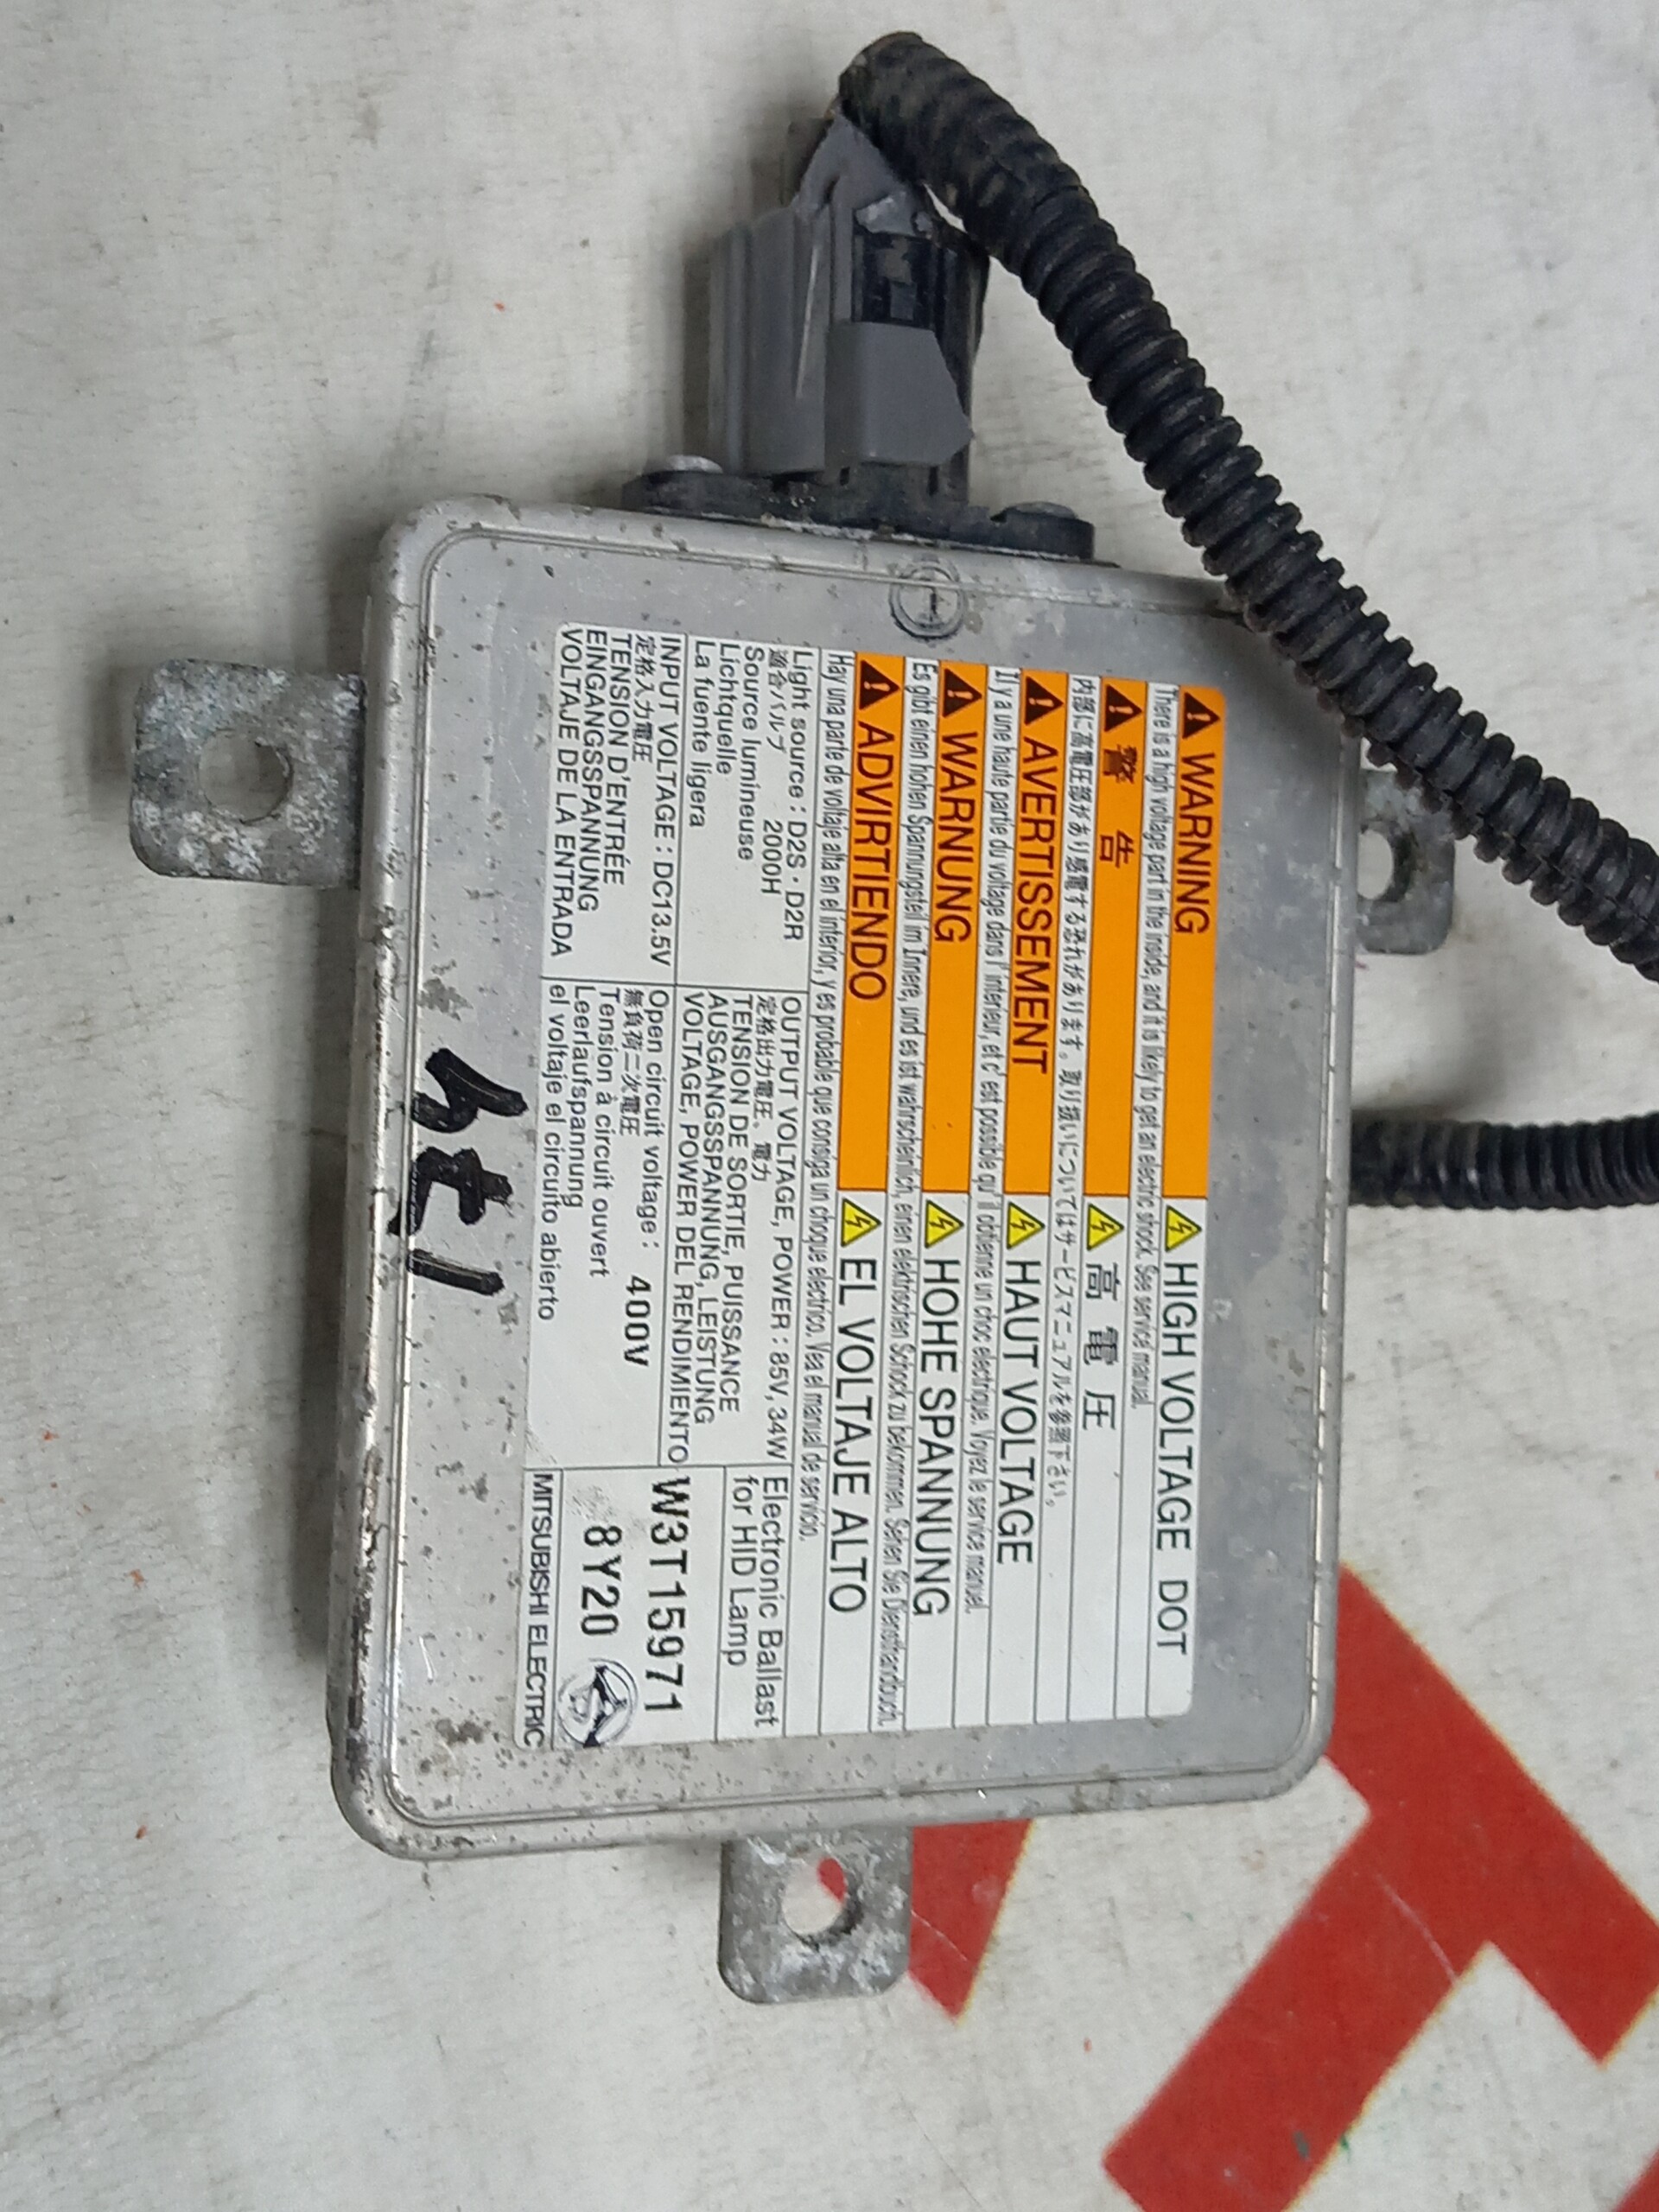 WARNING HIGH VOLTAGE DOT
There is a high voltage part in the inside, and it is likely to get an electric shock. See service manual.
警 告 高 電 圧
内部に高電圧部があり感電する恐れがあります。取り扱いについてはサービスマニュアルを参照下さい。
AVERTISSEMENT HAUT VOLTAGE
Il y a une haute partie du voltage dans l'interieur, et c'est possible qu'il obtienne un choc electrique. Voyez le service manuel.
WARNUNG HOHE SPANNUNG
Es gibt einen hohen Spannungsteil im Innere, und es ist wahrscheinlich, einen elektrischen Schock zu bekommen. Sehen Sie Diensthandbuch.
ADVIRTIENDO EL VOLTAJE ALTO
Hay una parte de voltaje alta en el interior, y es probable que consiga un choque electrico. Vea el manual de servicio.
Light source : D2S・D2R
適合バルブ 2000H
Source lumineuse
Lichtquelle
La fuente ligera
OUTPUT VOLTAGE, POWER : 85V, 34W
定格出力電圧、電力
TENSION DE SORTIE, PUISSANCE
AUSGANGSSPANNUNG, LEISTUNG
VOLTAGE, POWER DEL RENDIMIENTO
Electronic Ballast
for HID Lamp
INPUT VOLTAGE : DC13.5V
定格入力電圧
TENSION D'ENTRÉE
EINGANGSSPANNUNG
VOLTAJE DE LA ENTRADA
Open circuit voltage :
無負荷二次電圧 400V
Tension à circuit ouvert
Leerlaufspannung
el voltaje el circuito abierto
W3T15971
8Y20
MITSUBISHI ELECTRIC